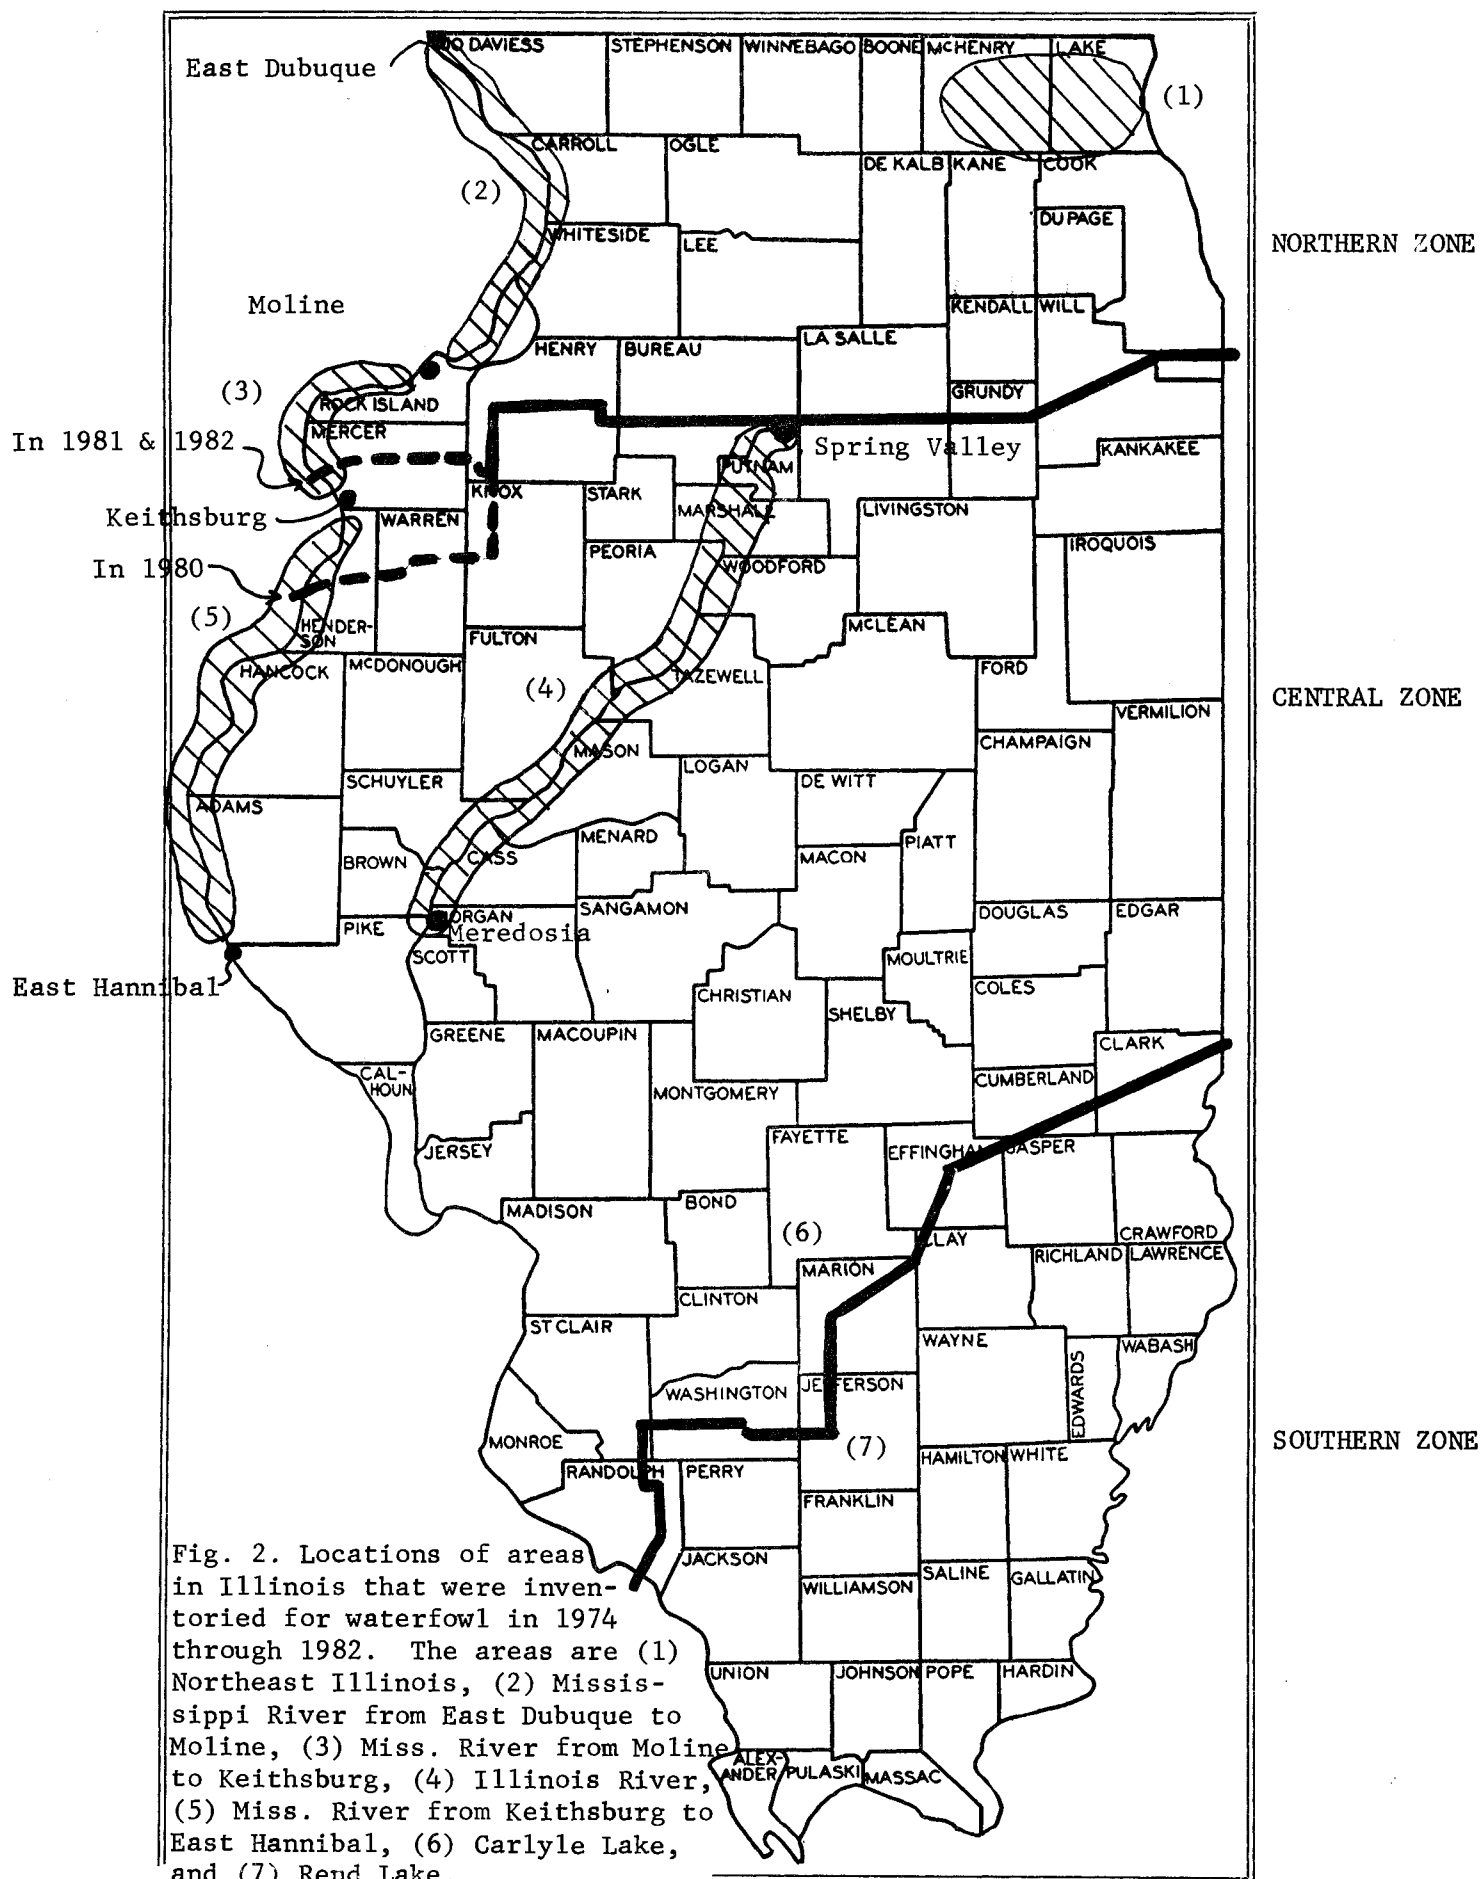 JO DAVIESS
STEPHENSON
WINNEBAGO
BOONE
McHENRY
LAKE
East Dubuque
(1)
CARROLL
OGLE
DE KALB
KANE
COOK
(2)
DU PAGE
WHITESIDE
LEE
NORTHERN ZONE
Moline
KENDALL
WILL
HENRY
BUREAU
LA SALLE
(3)
GRUNDY
ROCK ISLAND
MERCER
In 1981 & 1982
Spring Valley
KANKAKEE
PUTNAM
KNOX
STARK
MARSHALL
LIVINGSTON
Keithsburg
WARREN
IROQUOIS
PEORIA
WOODFORD
In 1980
(5)
HENDER-
SON
FULTON
McLEAN
HANCOCK
McDONOUGH
(4)
TAZEWELL
FORD
CENTRAL ZONE
VERMILION
MASON
CHAMPAIGN
LOGAN
SCHUYLER
DE WITT
ADAMS
MENARD
PIATT
BROWN
CASS
MACON
MORGAN
SANGAMON
DOUGLAS
EDGAR
PIKE
Meredosia
SCOTT
MOULTRIE
East Hannibal
CHRISTIAN
COLES
SHELBY
GREENE
MACOUPIN
CLARK
CAL-
HOUN
CUMBERLAND
MONTGOMERY
JERSEY
FAYETTE
EFFINGHAM
JASPER
MADISON
BOND
(6)
CRAWFORD
CLAY
MARION
RICHLAND
LAWRENCE
CLINTON
ST CLAIR
WAYNE
EDWARDS
WABASH
WASHINGTON
JEFFERSON
MONROE
(7)
SOUTHERN ZONE
RANDOLPH
PERRY
HAMILTON
WHITE
FRANKLIN
JACKSON
WILLIAMSON
SALINE
GALLATIN
UNION
JOHNSON
POPE
HARDIN
ALEX-
ANDER
PULASKI
MASSAC
Fig. 2. Locations of areas
in Illinois that were inven-
toried for waterfowl in 1974
through 1982. The areas are (1)
Northeast Illinois, (2) Missis-
sippi River from East Dubuque to
Moline, (3) Miss. River from Moline
to Keithsburg, (4) Illinois River,
(5) Miss. River from Keithsburg to
East Hannibal, (6) Carlyle Lake,
and (7) Rend Lake.